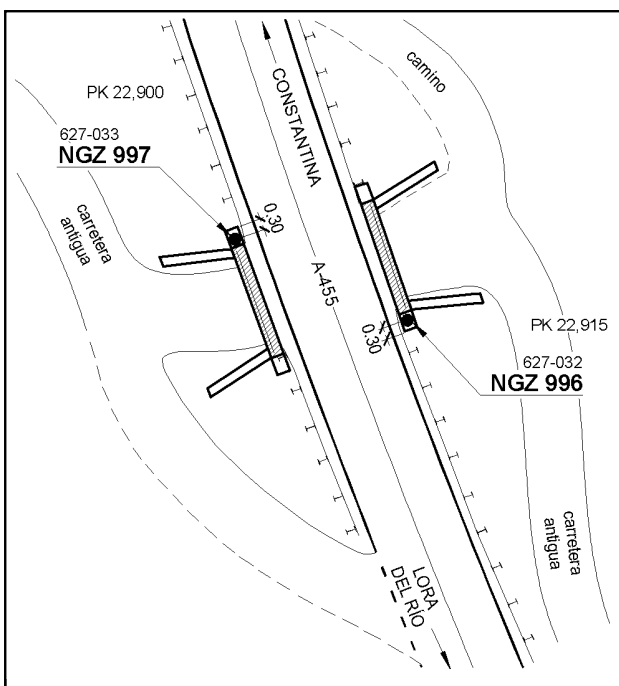 camino
CONSTANTINA
PK 22,900
627-033
NGZ 997
0.30
carretera
antigua
A-455
0.30
PK 22,915
627-032
NGZ 996
carretera
antigua
LORA
DEL RÍO